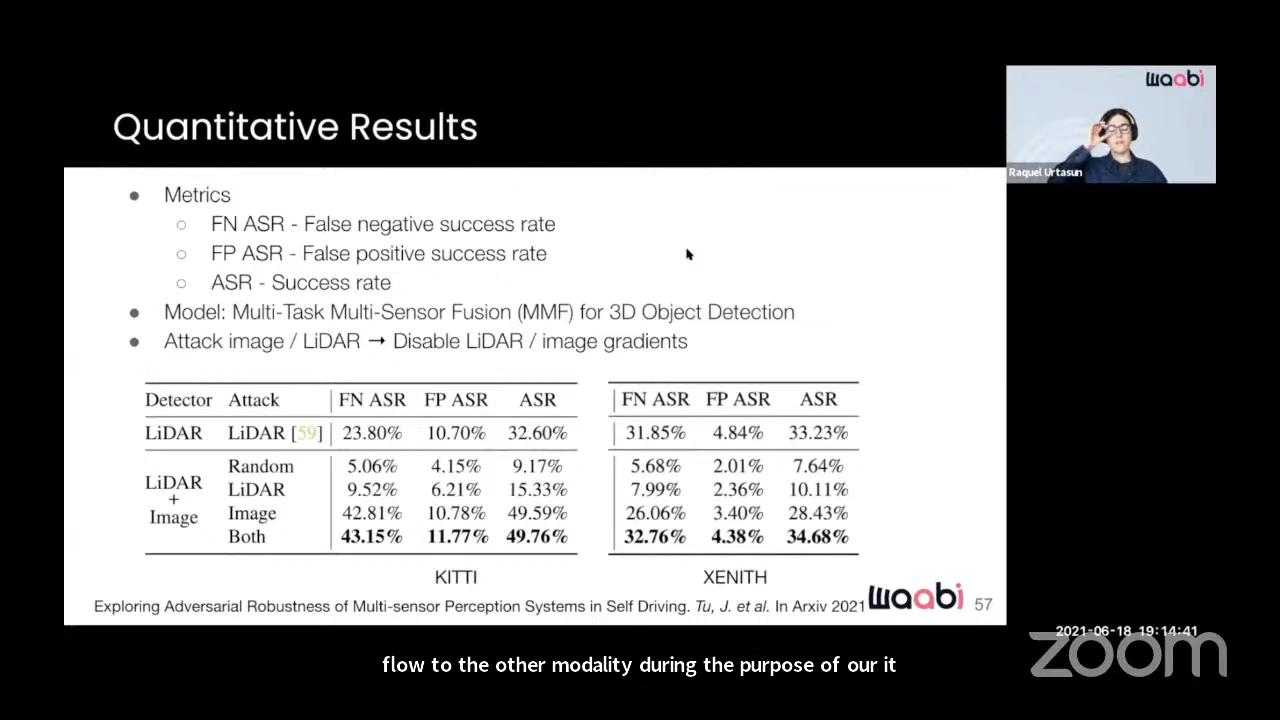 Quantitative Results
waabi
Raquel Urtasun
● Metrics
○ FN ASR - False negative success rate
○ FP ASR - False positive success rate
○ ASR - Success rate
● Model: Multi-Task Multi-Sensor Fusion (MMF) for 3D Object Detection
● Attack image / LiDAR → Disable LiDAR / image gradients
Detector Attack FN ASR FP ASR ASR FN ASR FP ASR ASR
LiDAR LiDAR [59] 23.80% 10.70% 32.60% 31.85% 4.84% 33.23%
LiDAR + Image Random 5.06% 4.15% 9.17% 5.68% 2.01% 7.64%
LiDAR 9.52% 6.21% 15.33% 7.99% 2.36% 10.11%
Image 42.81% 10.78% 49.59% 26.06% 3.40% 28.43%
Both 43.15% 11.77% 49.76% 32.76% 4.38% 34.68%
KITTI XENITH
Exploring Adversarial Robustness of Multi-sensor Perception Systems in Self Driving. Tu, J. et al. In Arxiv 2021 waabi 57
2021-06-18 19:14:41
zoom
flow to the other modality during the purpose of our it